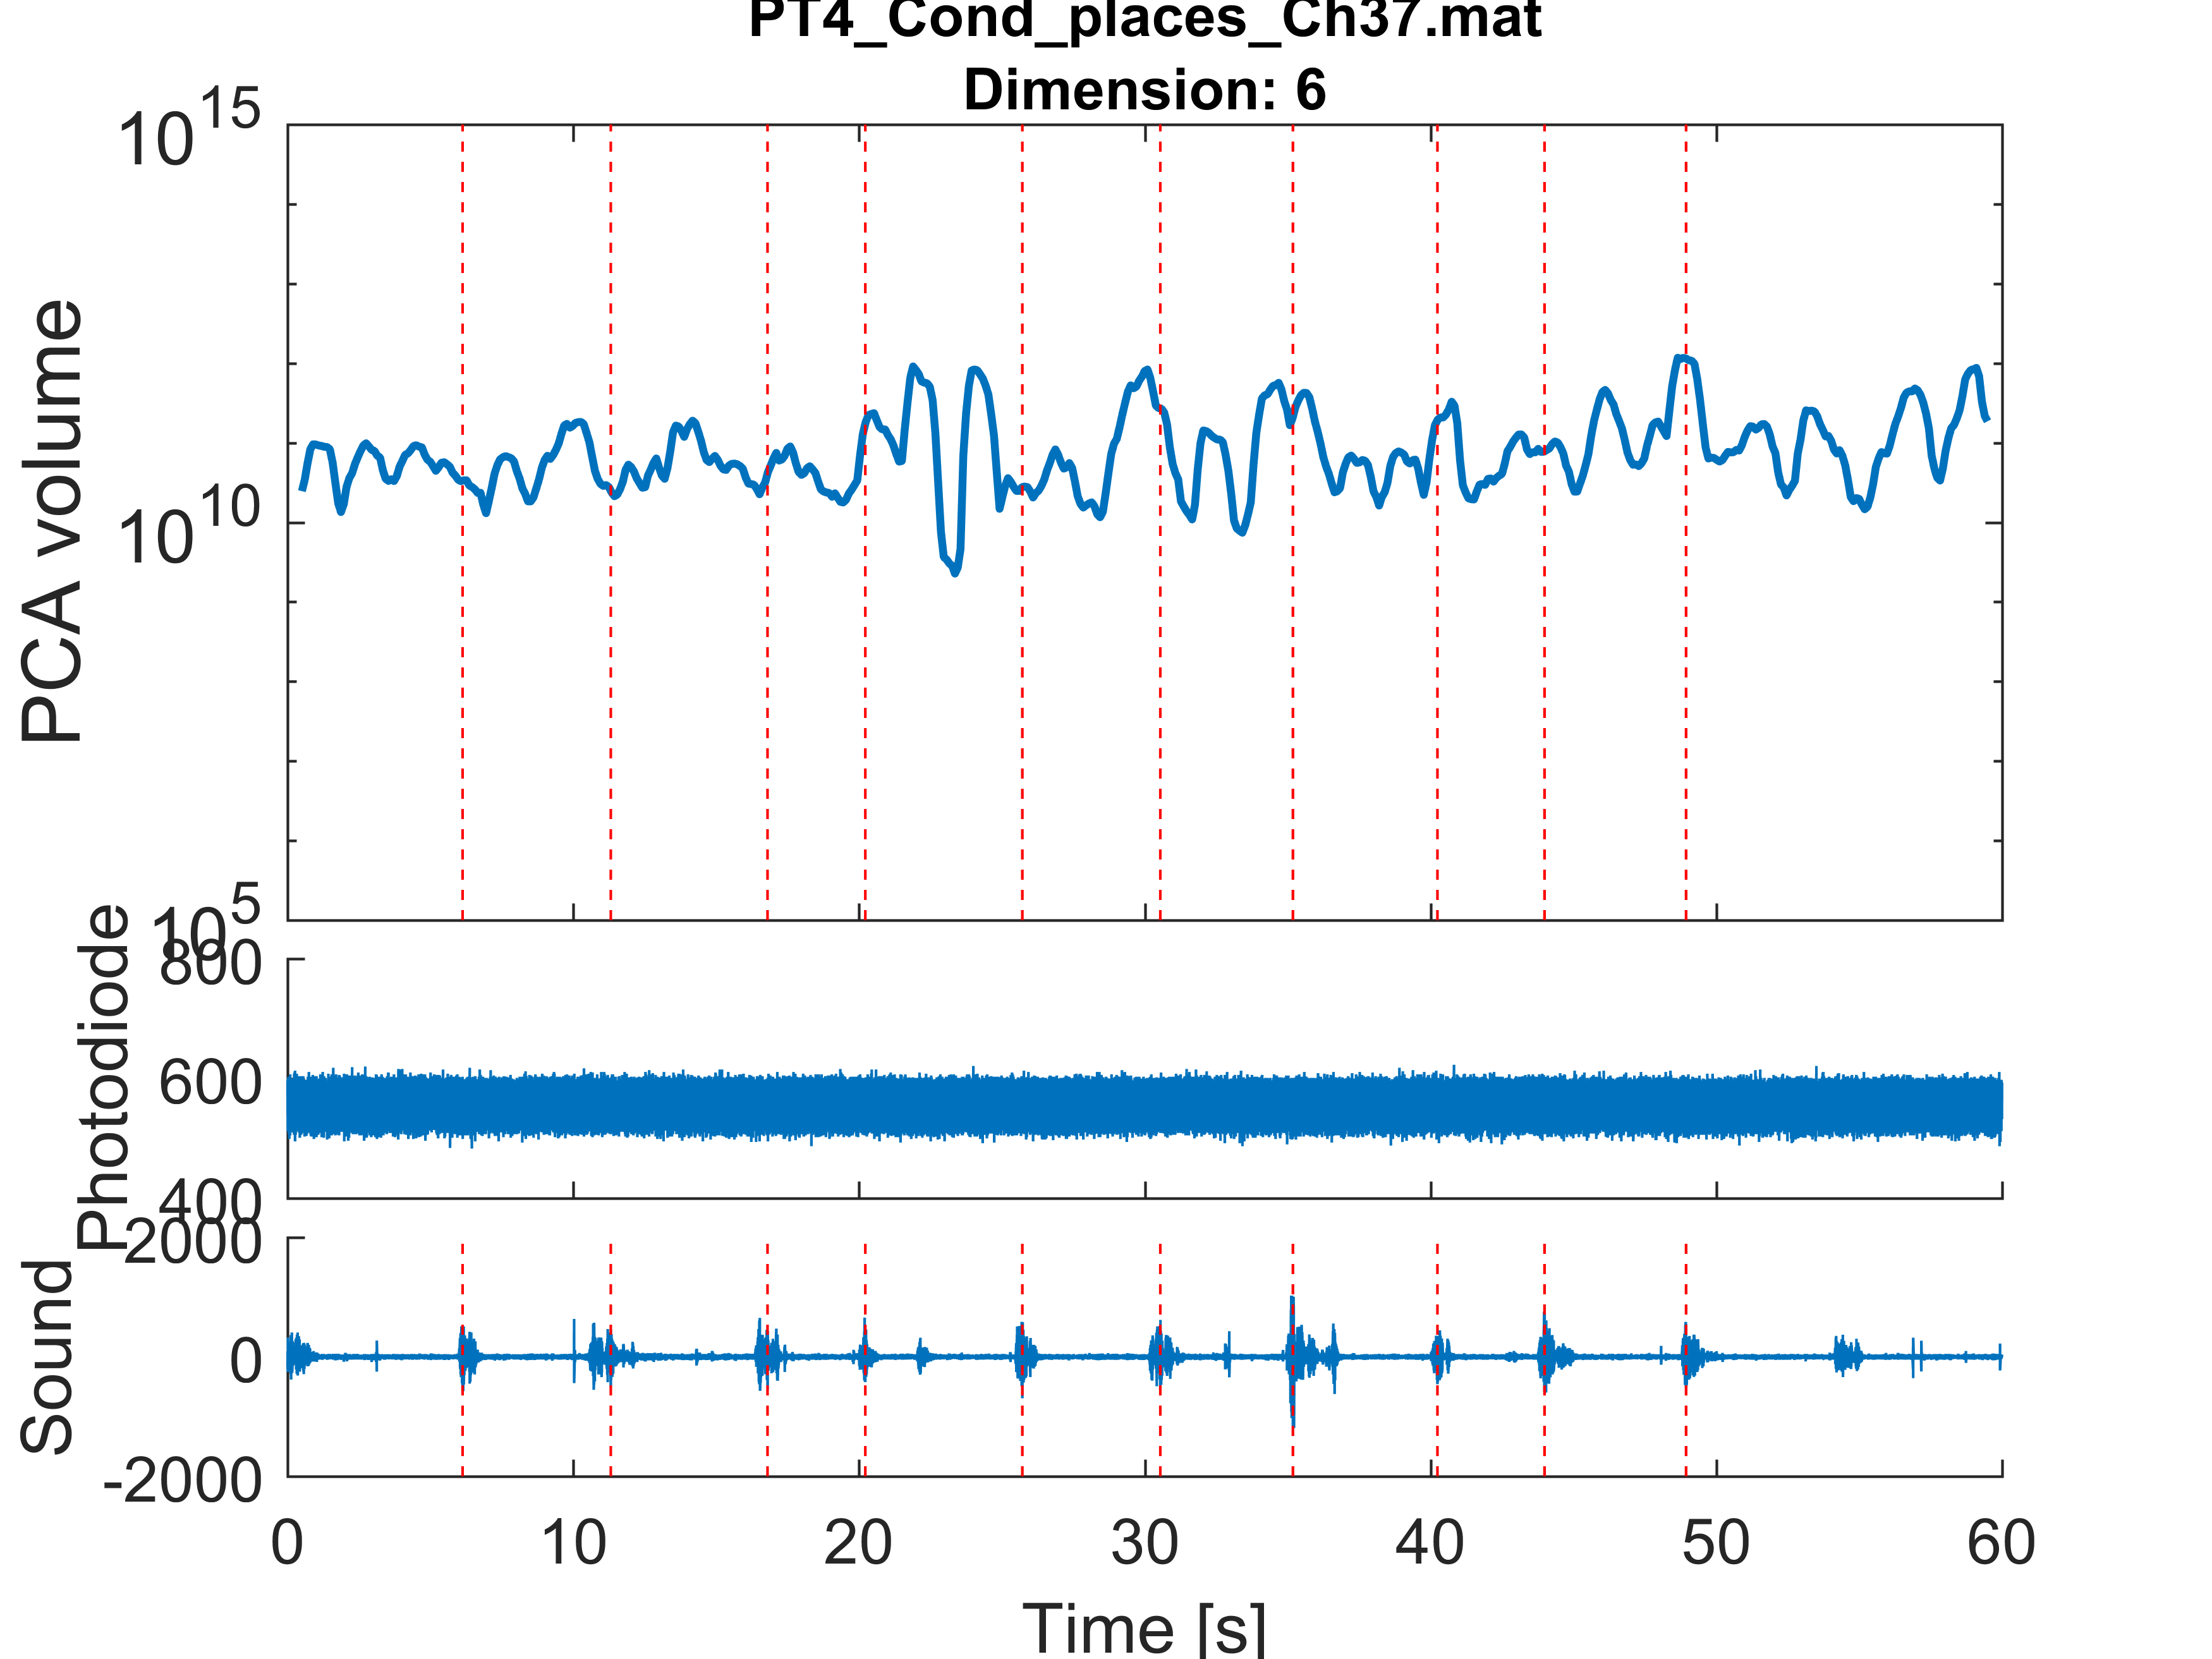 PT4_Cond_places_Ch37.mat
Dimension: 6
10^15
10^10
10^5
PCA volume
800
600
400
Photodiode
2000
0
-2000
Sound
0 10 20 30 40 50 60
Time [s]